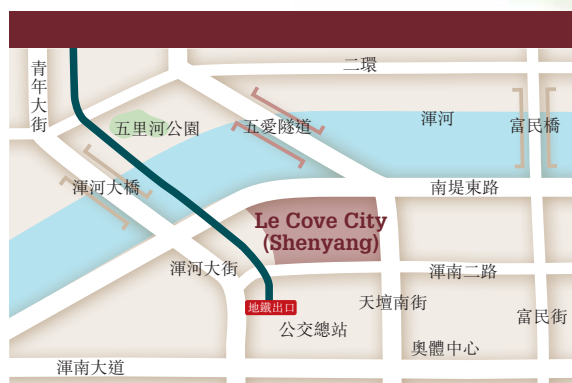 二環
青年大街
五里河公園
五愛隧道
渾河
富民橋
渾河大橋
南堤東路
Le Cove City
(Shenyang)
渾河大街
渾南二路
地鐵出口
天壇南街
富民街
公交總站
奧體中心
渾南大道